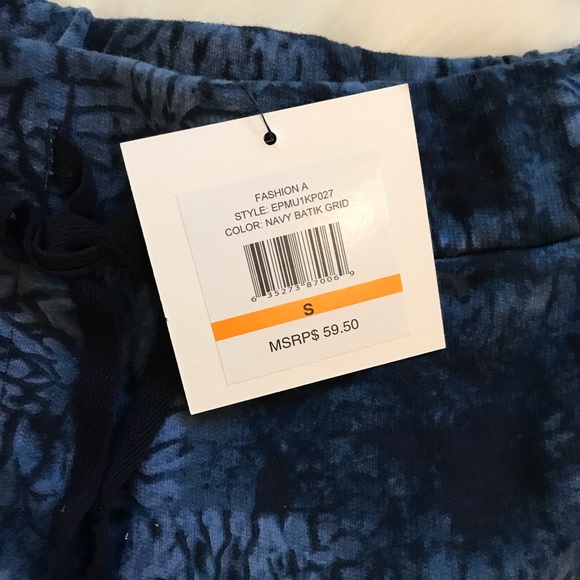 FASHION A
STYLE: EPMU1KP027
COLOR: NAVY BATIK GRID
6 35273 87006 9
S
MSRP$ 59.50